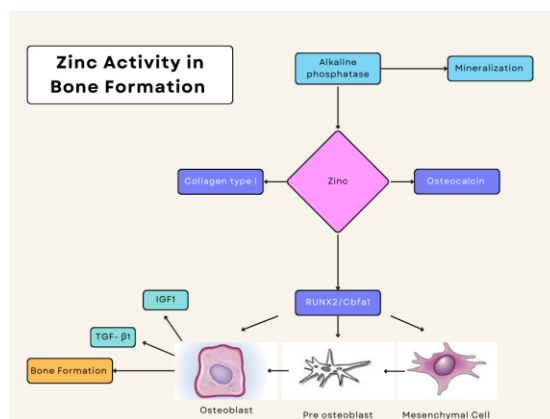 Zinc Activity in
Bone Formation
Alkaline
phosphatase
Mineralization
Collagen type I
Zinc
Osteocalcin
RUNX2/Cbfa1
IGF1
TGF- β1
Bone Formation
Osteoblast
Pre osteoblast
Mesenchymal Cell